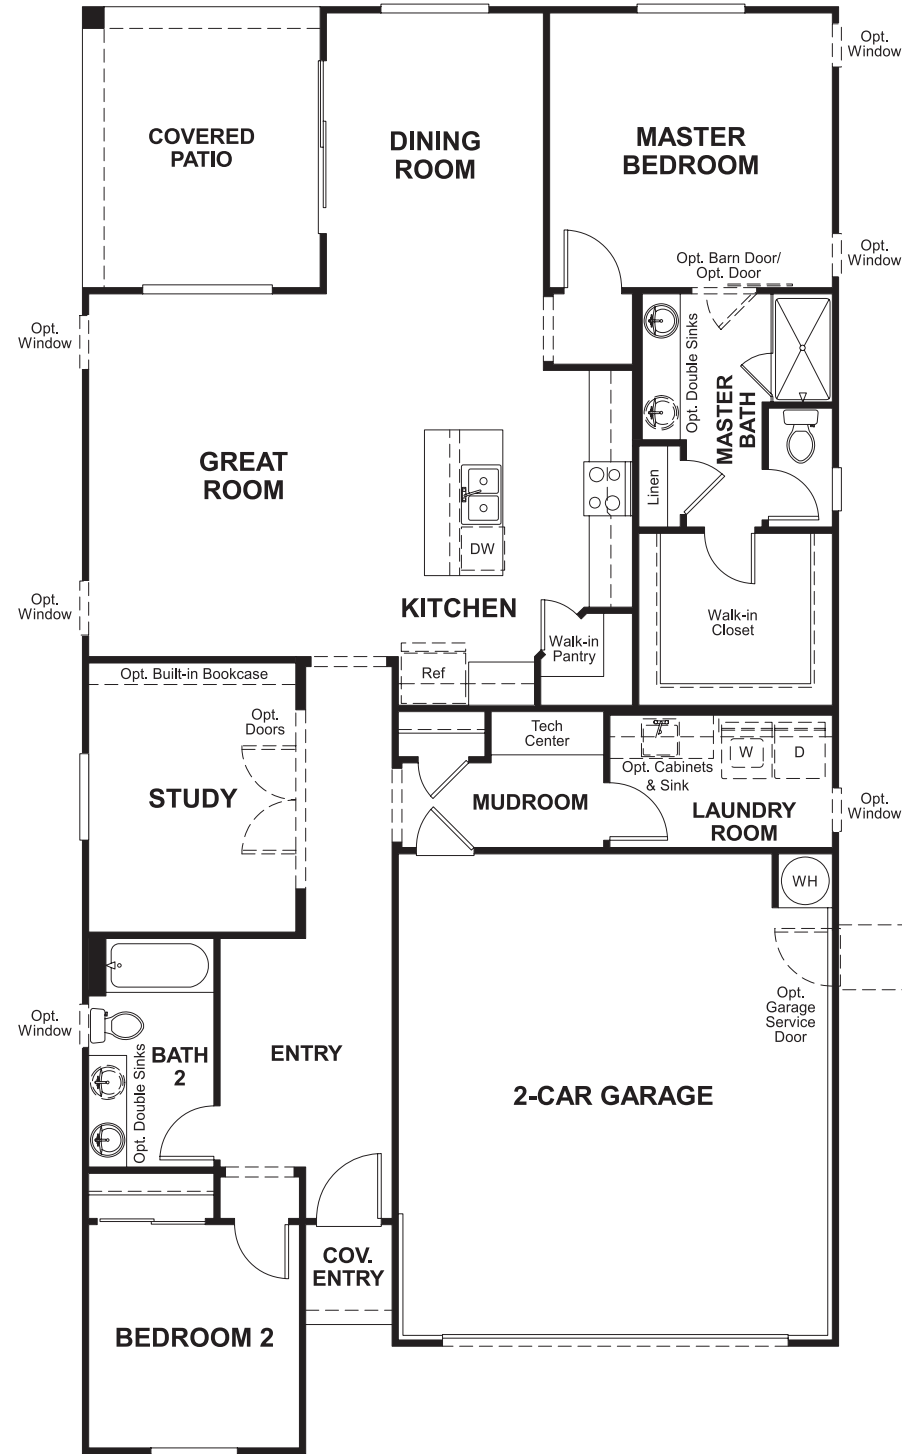 Opt.
Window
COVERED
PATIO
DINING
ROOM
MASTER
BEDROOM
Opt.
Window
Opt. Barn Door/
Opt. Door
Opt.
Window
Opt. Double Sinks
MASTER
BATH
GREAT
ROOM
Linen
DW
Opt.
Window
KITCHEN
Walk-in
Closet
Walk-in
Pantry
Ref
Opt. Built-in Bookcase
Opt.
Doors
Tech
Center
W
D
Opt. Cabinets
& Sink
STUDY
MUDROOM
LAUNDRY
ROOM
Opt.
Window
WH
Opt.
Garage
Service
Door
Opt.
Window
Opt. Double Sinks
BATH
2
ENTRY
2-CAR GARAGE
COV.
ENTRY
BEDROOM 2